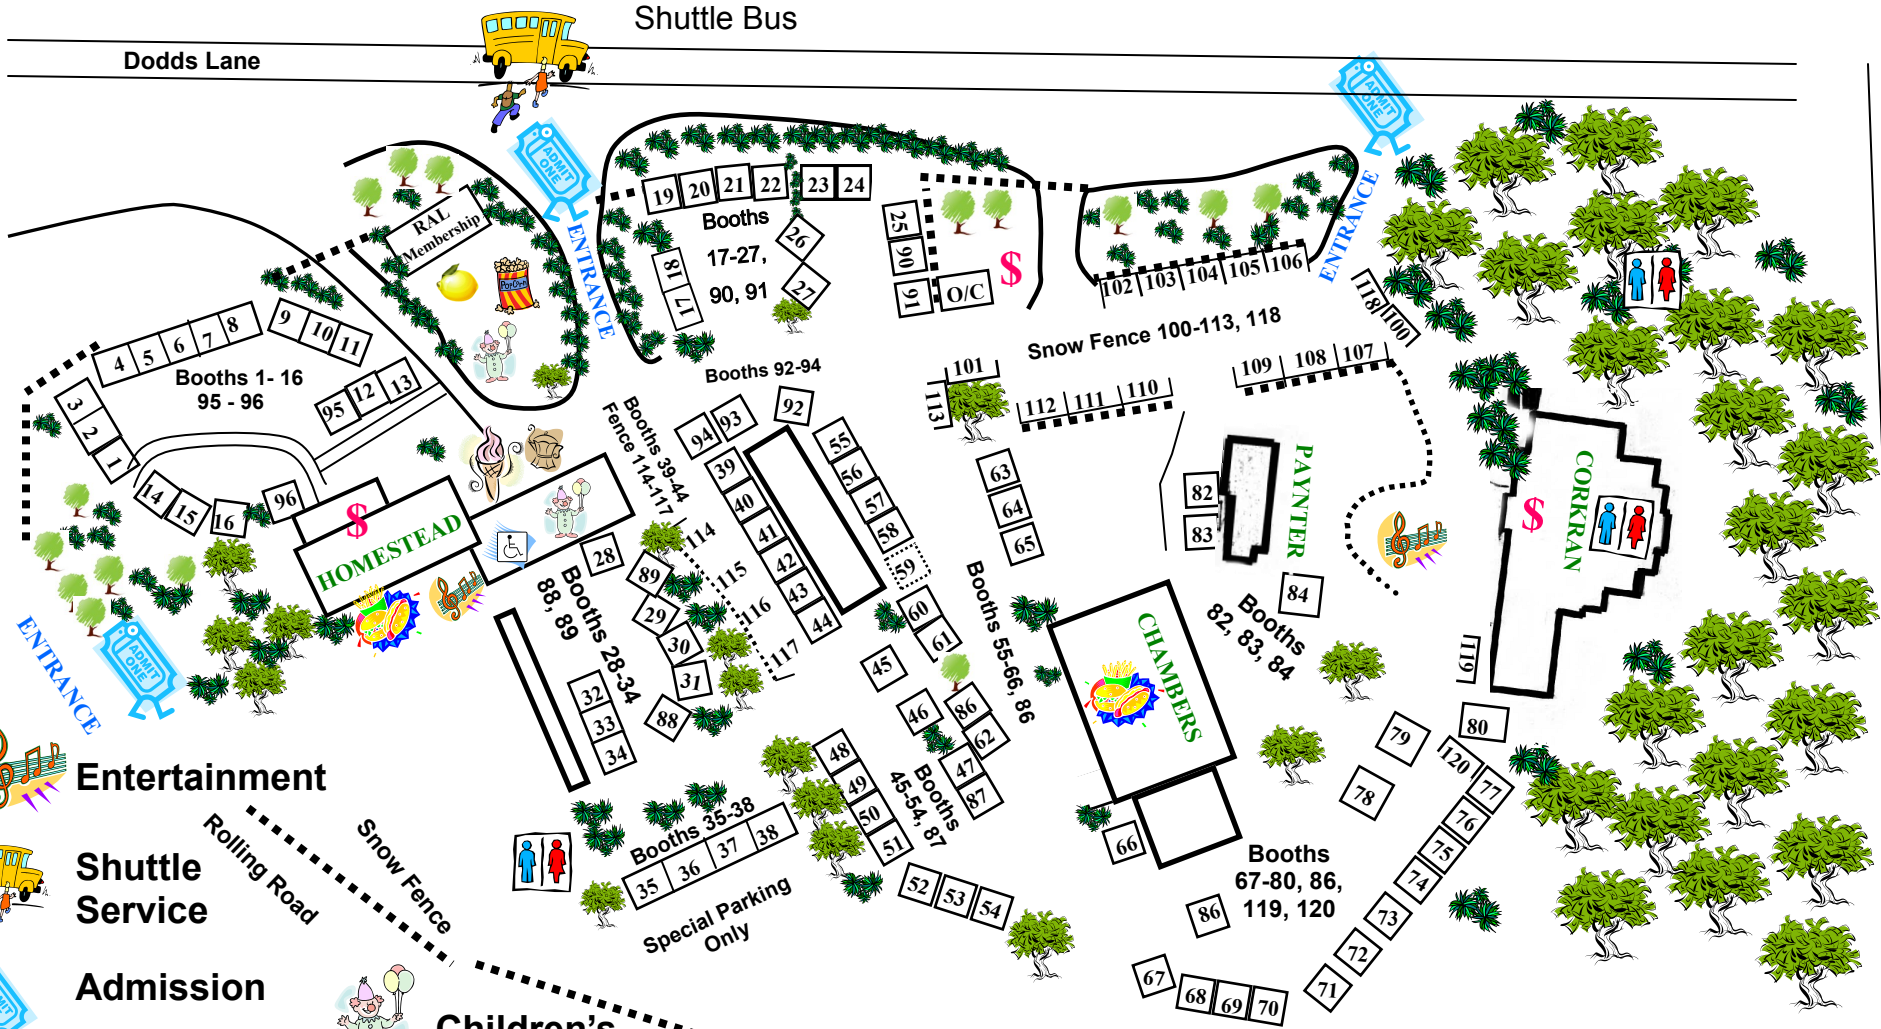 Shuttle Bus
Dodds Lane
ADMIT ONE
ADMIT ONE
ENTRANCE
ENTRANCE
RAL
Membership
PopCorn
19 20 21 22 23 24
Booths
17-27,
90, 91
18
17
26
27
25
90
91
O/C
$
102 103 104 105 106
118 100
Snow Fence 100-113, 118
101
113
112 111 110
109 108 107
4 5 6 7 8
9 10 11
Booths 1- 16
95 - 96
95 12 13
3
2
1
14 15 16
96
$
HOMESTEAD
Booths 92-94
92
94 93
Booths 39-44
Fence 114-117
39
40
41
42
43
44
114
115
116
117
55
56
57
58
59
60
61
63
64
65
Booths 55-66, 86
82
83
PAYNTER
84
Booths
82, 83, 84
CORKRAN
$
119
28
89
29
30
31
88
Booths 28-34
88, 89
32
33
34
45
46
86
62
47
87
48
49
50
51
Booths
45-54, 87
52 53 54
CHAMBERS
66
86
Booths
67-80, 86,
119, 120
67
68 69 70
71
72
73
74
75
76
77
120
78
79
80
Booths 35-38
35 36 37 38
Special Parking
Only
ENTRANCE
ADMIT ONE
Entertainment
Rolling Road
Snow Fence
Shuttle
Service
Admission
Children's